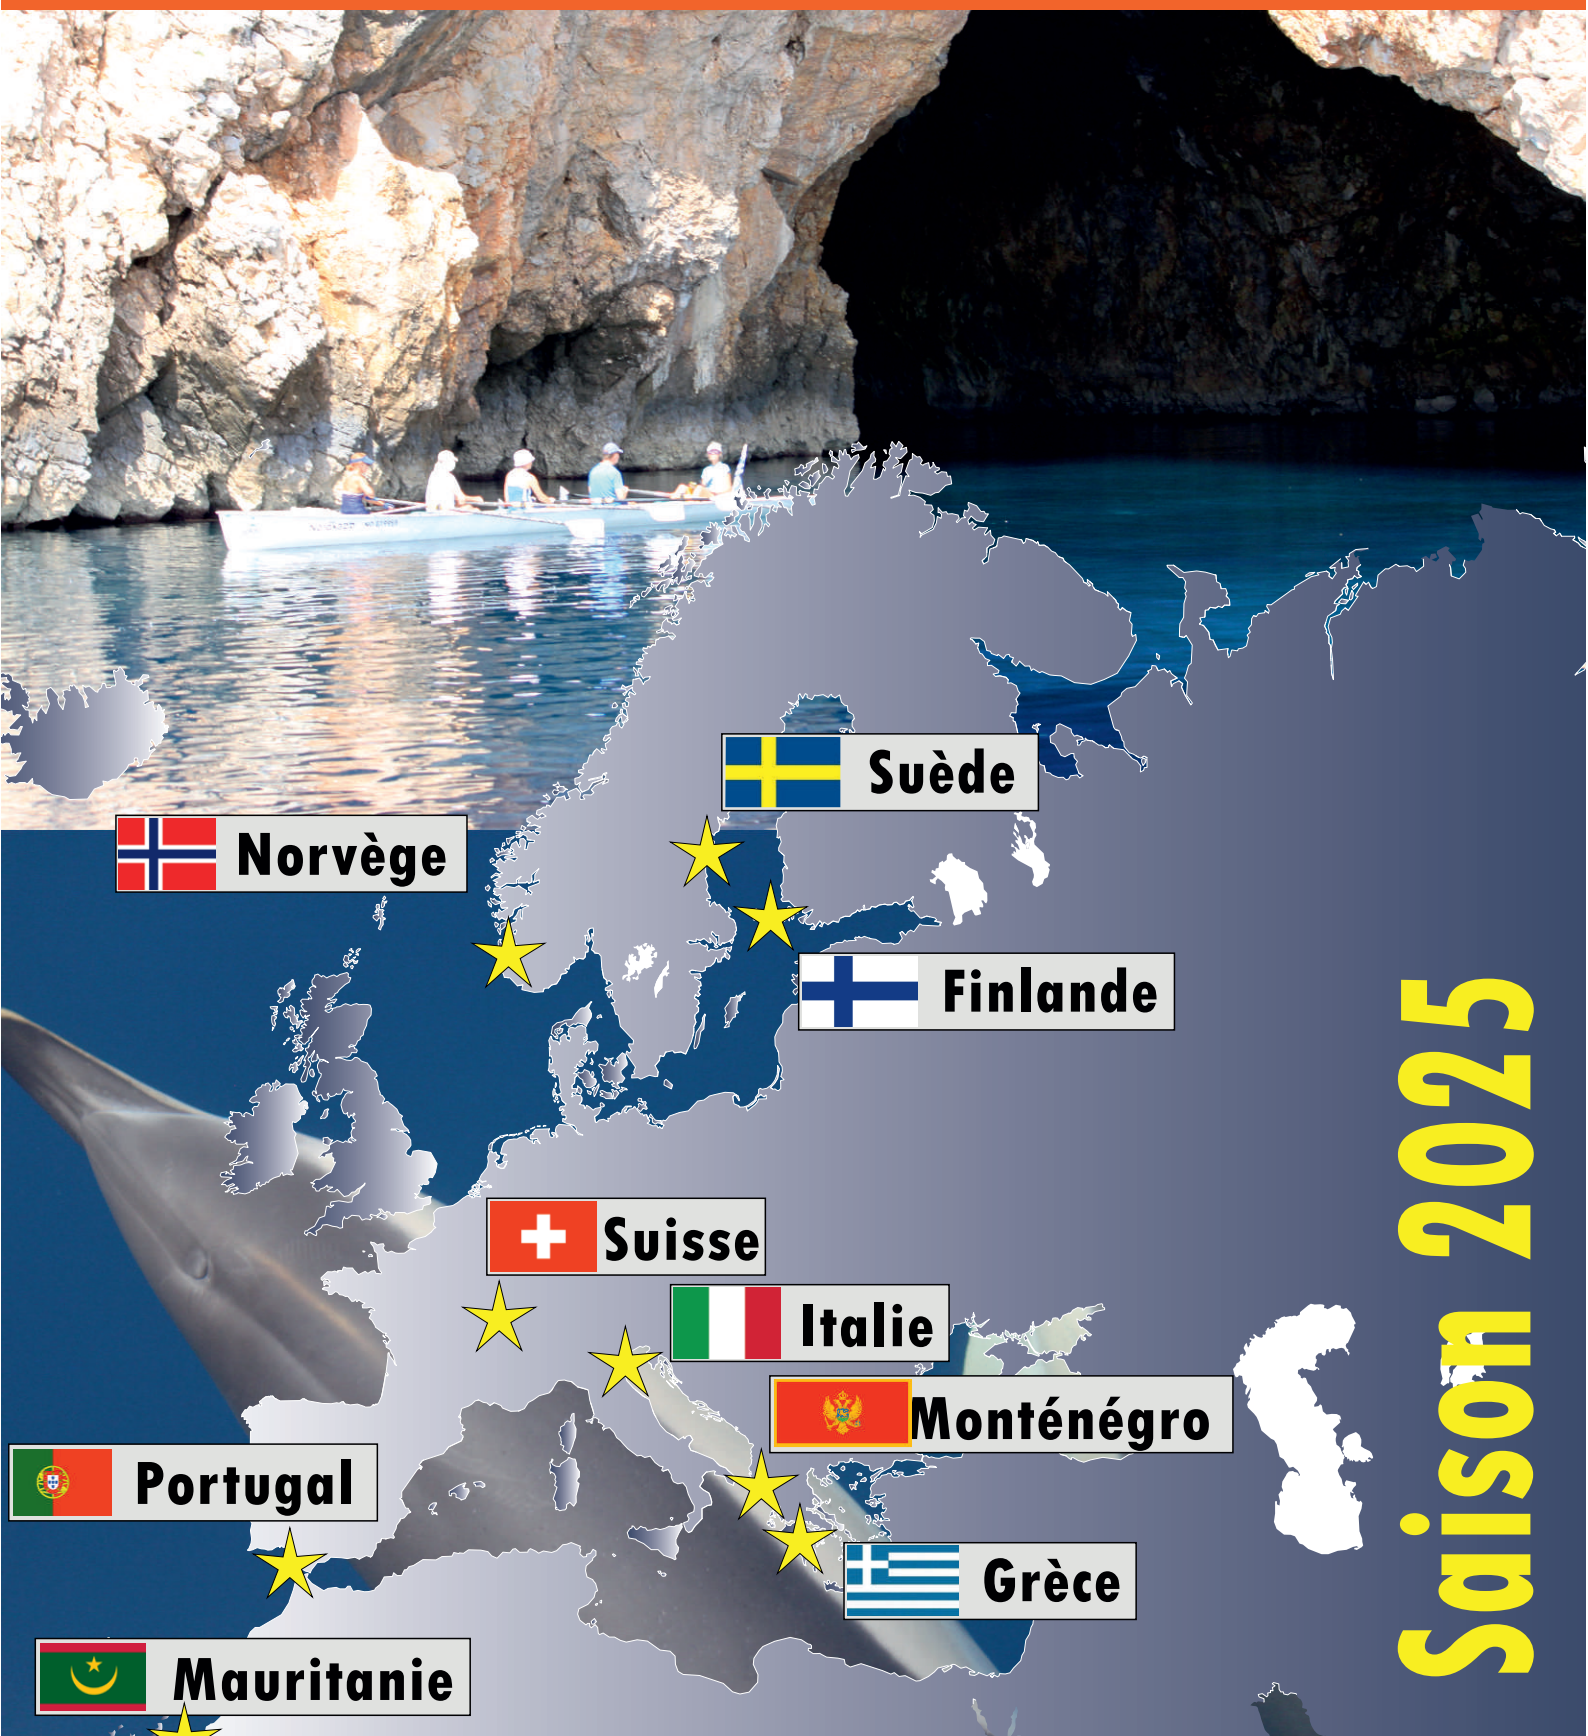 Suède
Norvège
Finlande
Suisse
Italie
Monténégro
Portugal
Grèce
Mauritanie
Saison 2025